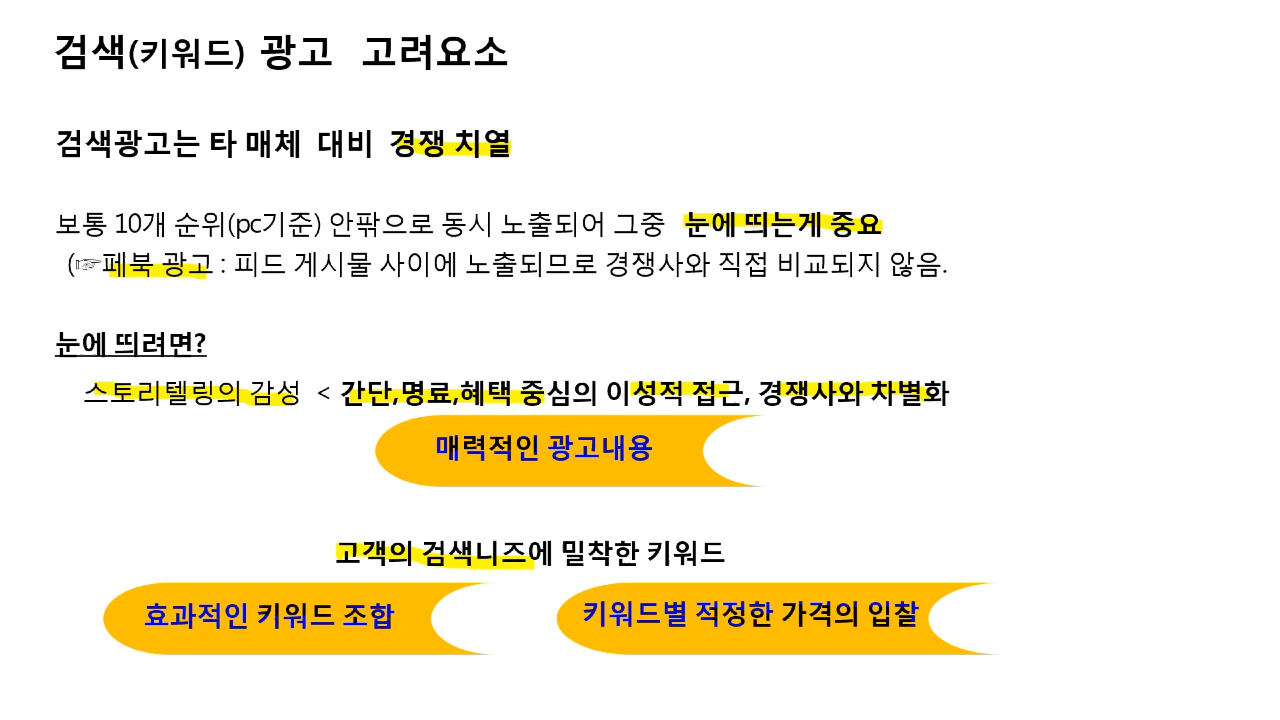 검색(키워드) 광고 고려요소
검색광고는 타 매체 대비 경쟁 치열
보통 10개 순위(pc기준) 안팎으로 동시 노출되어 그중 눈에 띄는게 중요
(☞페북 광고 : 피드 게시물 사이에 노출되므로 경쟁사와 직접 비교되지 않음.
눈에 띄려면?
스토리텔링의 감성 < 간단,명료,혜택 중심의 이성적 접근, 경쟁사와 차별화
매력적인 광고내용
고객의 검색니즈에 밀착한 키워드
효과적인 키워드 조합
키워드별 적정한 가격의 입찰